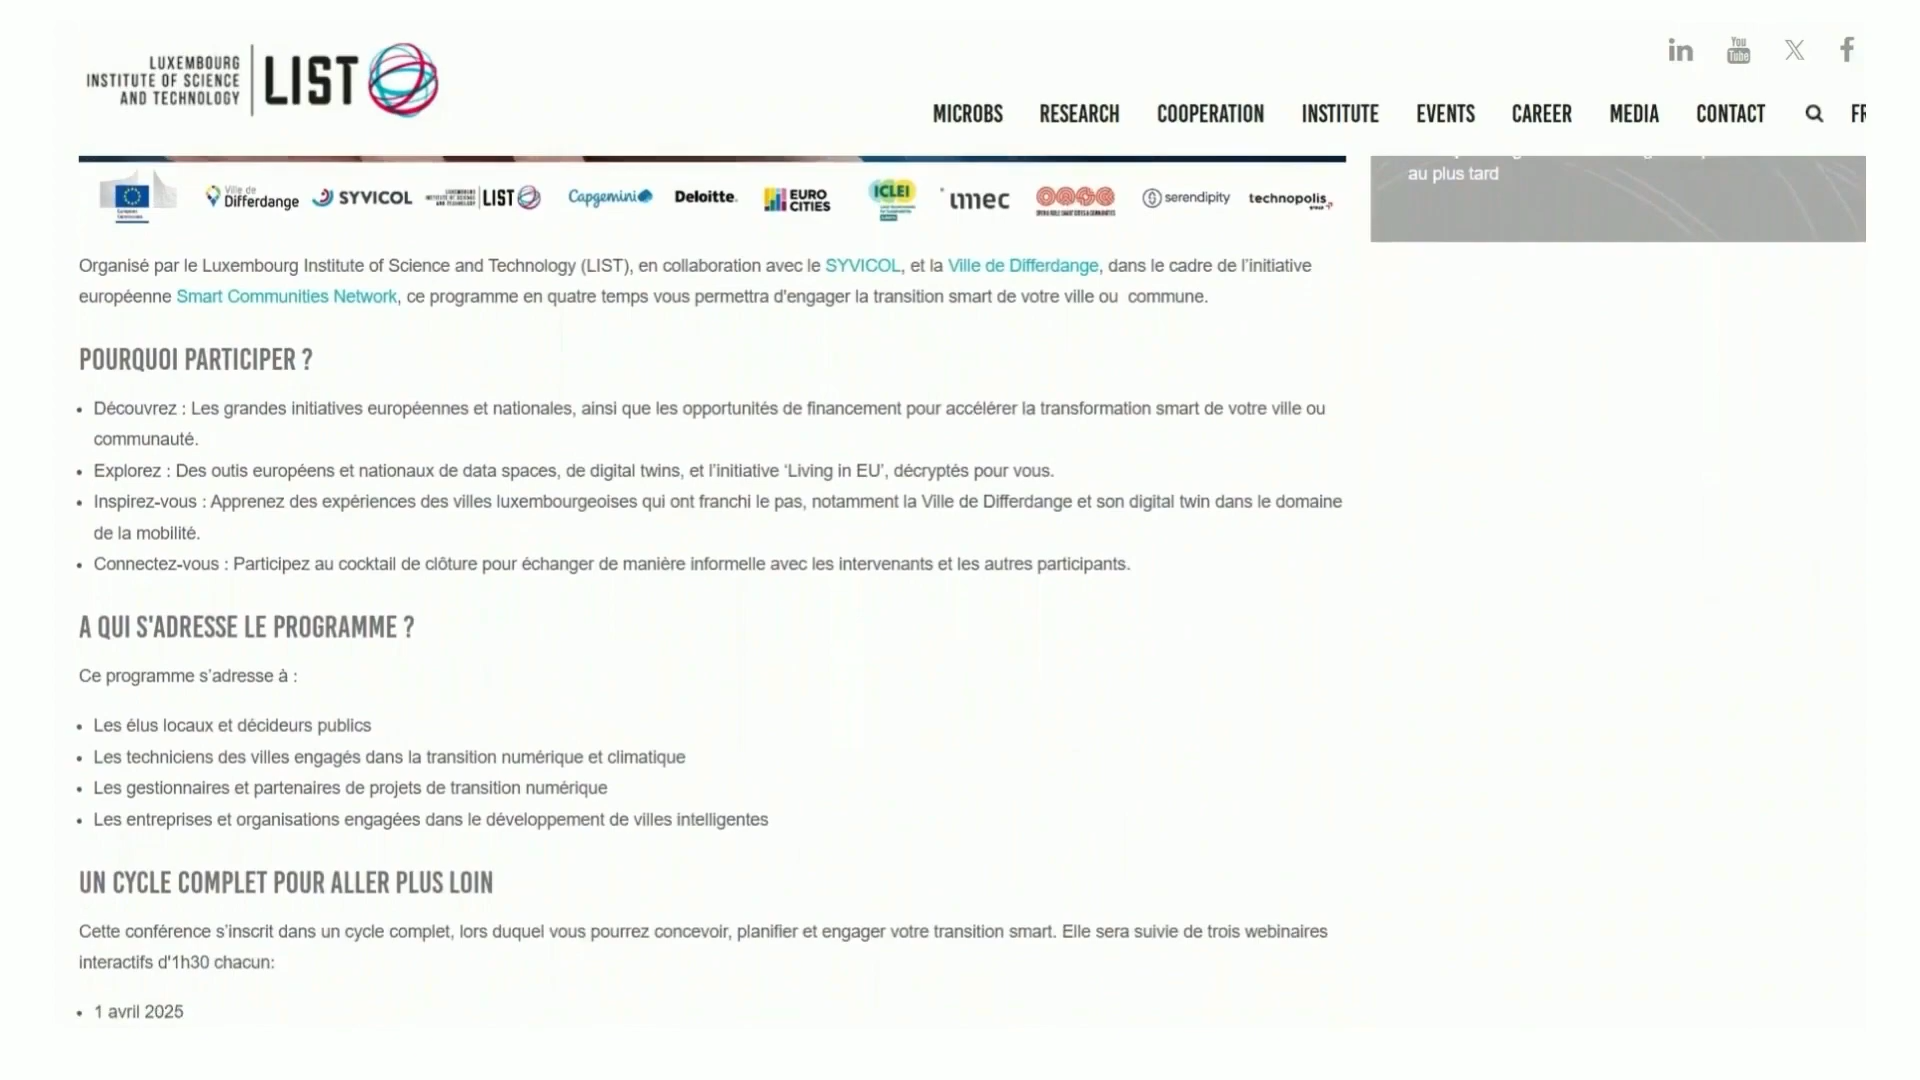 LUXEMBOURG
INSTITUTE OF SCIENCE
AND TECHNOLOGY
LIST
You
Tube
MICROBS RESEARCH COOPERATION INSTITUTE EVENTS CAREER MEDIA CONTACT FR
au plus tard
Ville de
Differdange
SYVICOL
LIST
Capgemini
Deloitte.
EURO
CITIES
ICLEI
imec
serendipity
technopolis
group
Organisé par le Luxembourg Institute of Science and Technology (LIST), en collaboration avec le SYVICOL, et la Ville de Differdange, dans le cadre de l’initiative
européenne Smart Communities Network, ce programme en quatre temps vous permettra d'engager la transition smart de votre ville ou commune.
POURQUOI PARTICIPER ?
• Découvrez : Les grandes initiatives européennes et nationales, ainsi que les opportunités de financement pour accélérer la transformation smart de votre ville ou
communauté.
• Explorez : Des outis européens et nationaux de data spaces, de digital twins, et l’initiative ‘Living in EU’, décryptés pour vous.
• Inspirez-vous : Apprenez des expériences des villes luxembourgeoises qui ont franchi le pas, notamment la Ville de Differdange et son digital twin dans le domaine
de la mobilité.
• Connectez-vous : Participez au cocktail de clôture pour échanger de manière informelle avec les intervenants et les autres participants.
A QUI S'ADRESSE LE PROGRAMME ?
Ce programme s’adresse à :
• Les élus locaux et décideurs publics
• Les techniciens des villes engagés dans la transition numérique et climatique
• Les gestionnaires et partenaires de projets de transition numérique
• Les entreprises et organisations engagées dans le développement de villes intelligentes
UN CYCLE COMPLET POUR ALLER PLUS LOIN
Cette conférence s’inscrit dans un cycle complet, lors duquel vous pourrez concevoir, planifier et engager votre transition smart. Elle sera suivie de trois webinaires
interactifs d'1h30 chacun:
• 1 avril 2025